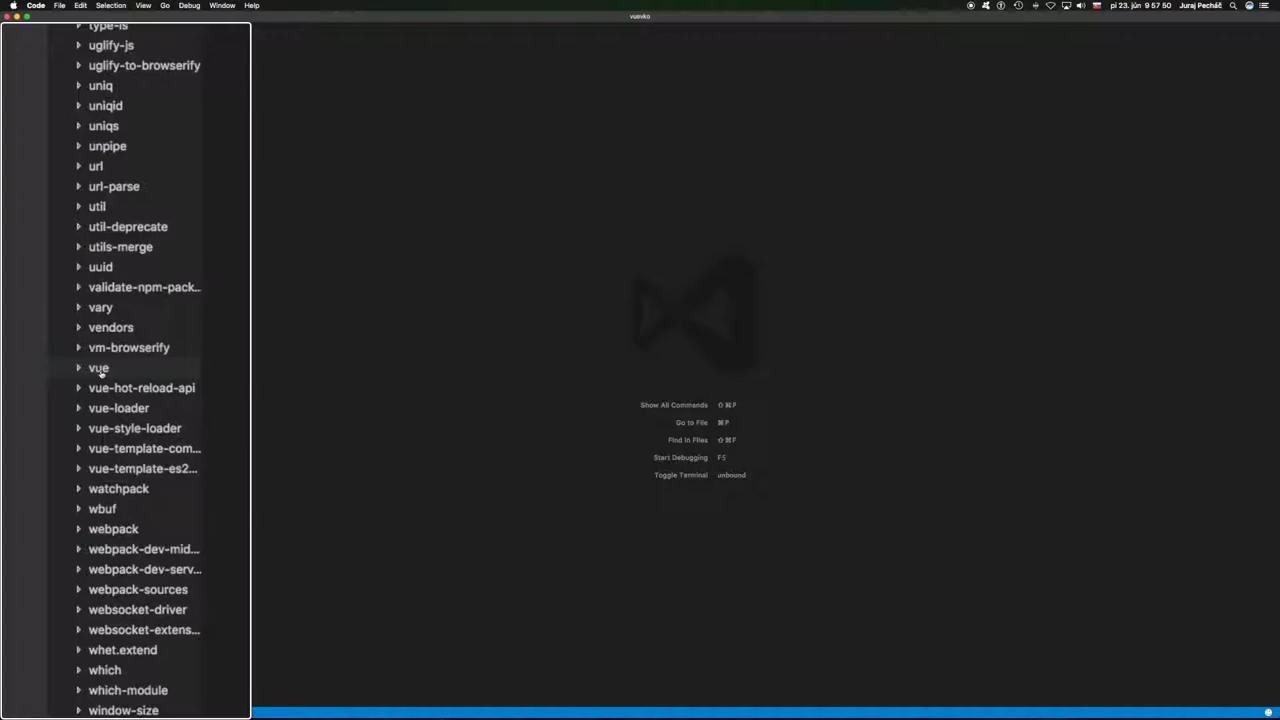 Code File Edit Selection View Go Debug Window Help
pi 23. jún 9 57 50 Juraj Pecháč
vuevko
type-is
uglify-js
uglify-to-browserify
uniq
uniqid
uniqs
unpipe
url
url-parse
util
util-deprecate
utils-merge
uuid
validate-npm-pack...
vary
vendors
vm-browserify
vue
vue-hot-reload-api
vue-loader
vue-style-loader
vue-template-com...
vue-template-es2...
watchpack
wbuf
webpack
webpack-dev-mid...
webpack-dev-serv...
webpack-sources
websocket-driver
websocket-extens...
whet.extend
which
which-module
window-size
Show All Commands ⇧⌘P
Go to File ⌘P
Find in Files ⇧⌘F
Start Debugging F5
Toggle Terminal unbound